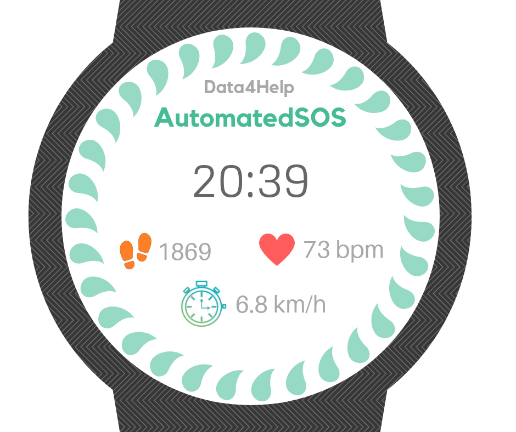 Data4Help
AutomatedSOS
20:39
1869 73 bpm
6.8 km/h